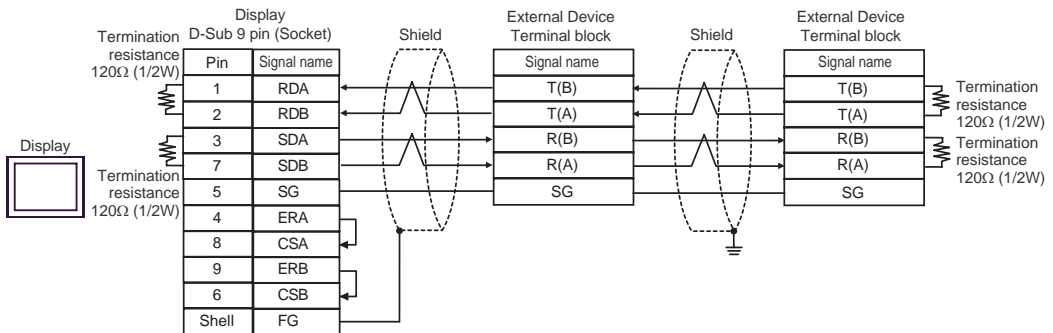 Display
D-Sub 9 pin (Socket)
Termination
resistance
120Ω (1/2W)
Pin Signal name
1 RDA
2 RDB
3 SDA
7 SDB
5 SG
4 ERA
8 CSA
9 ERB
6 CSB
Shell FG
Display
Termination
resistance
120Ω (1/2W)
Shield
External Device
Terminal block
Signal name
T(B)
T(A)
R(B)
R(A)
SG
Shield
External Device
Terminal block
Signal name
T(B)
T(A)
R(B)
R(A)
SG
Termination
resistance
120Ω (1/2W)
Termination
resistance
120Ω (1/2W)